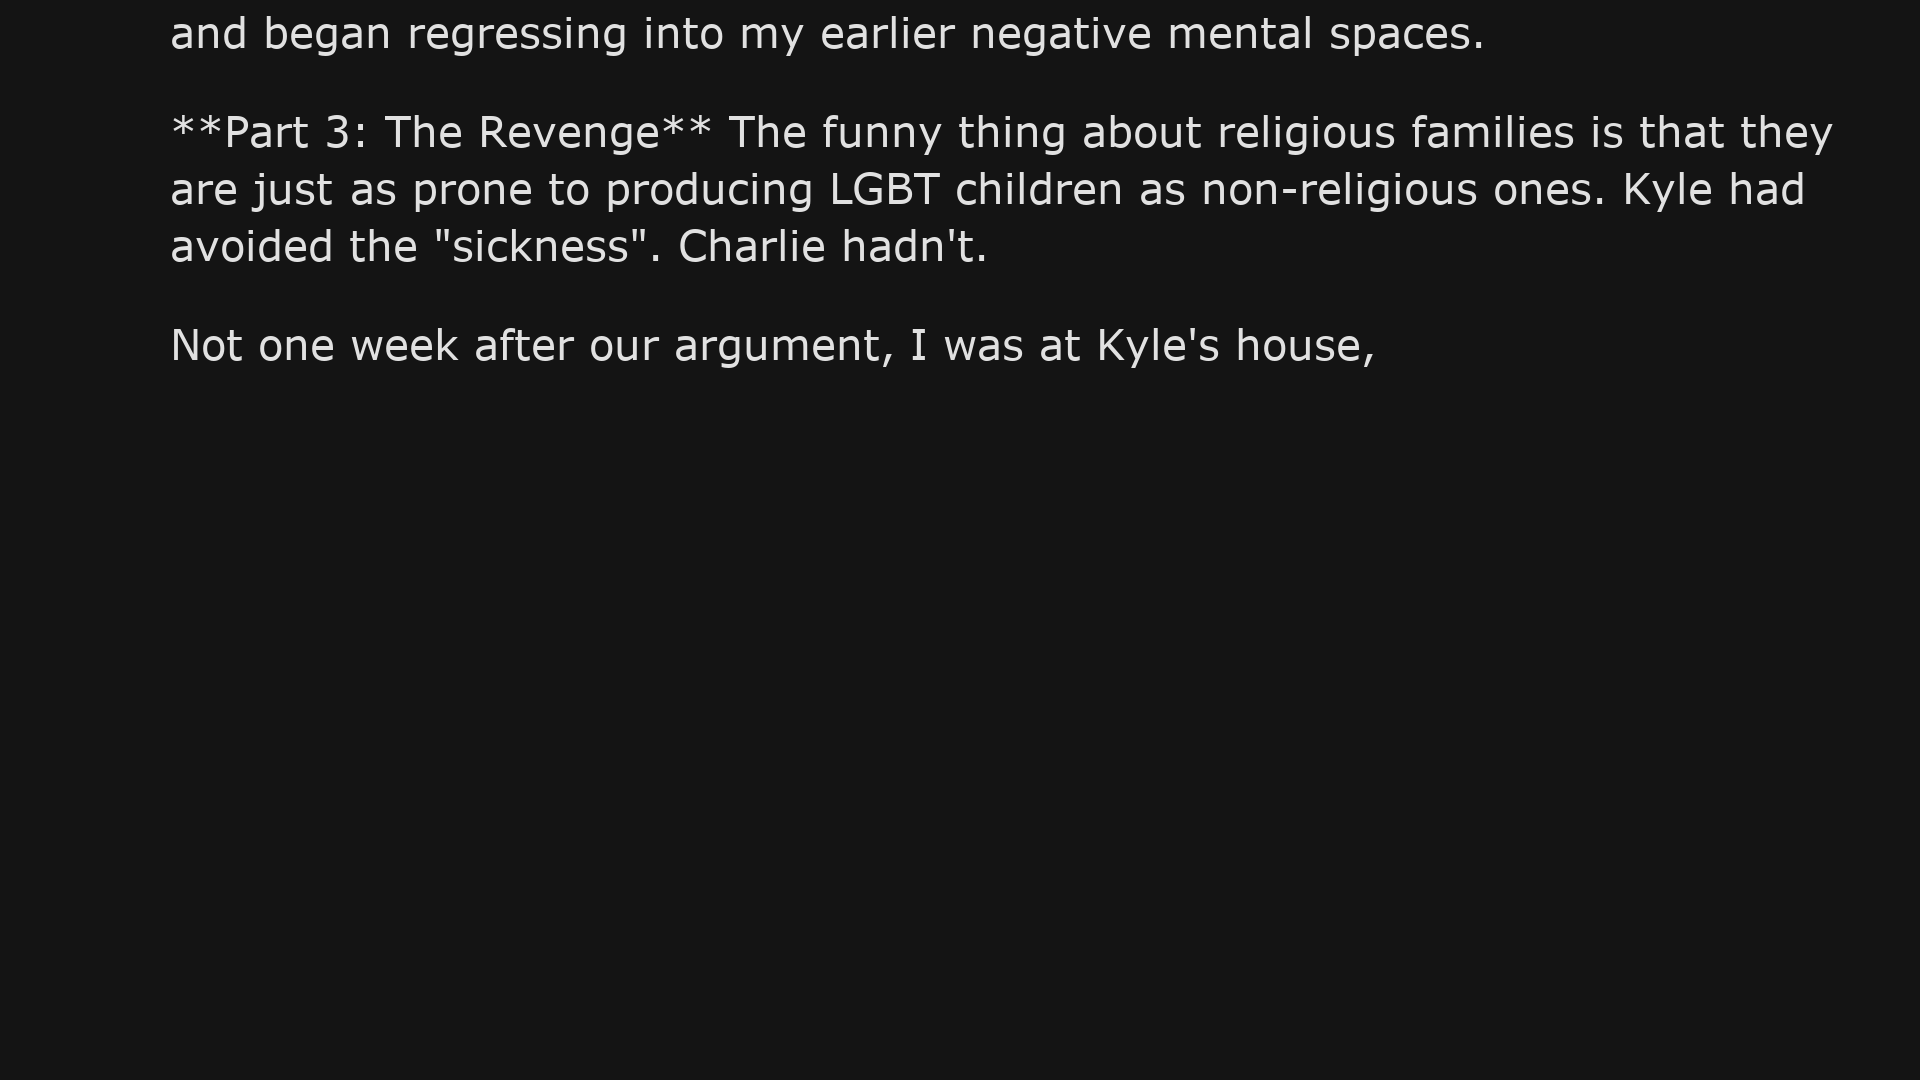 and began regressing into my earlier negative mental spaces.
**Part 3: The Revenge** The funny thing about religious families is that they
are just as prone to producing LGBT children as non-religious ones. Kyle had
avoided the "sickness". Charlie hadn't.
Not one week after our argument, I was at Kyle's house,